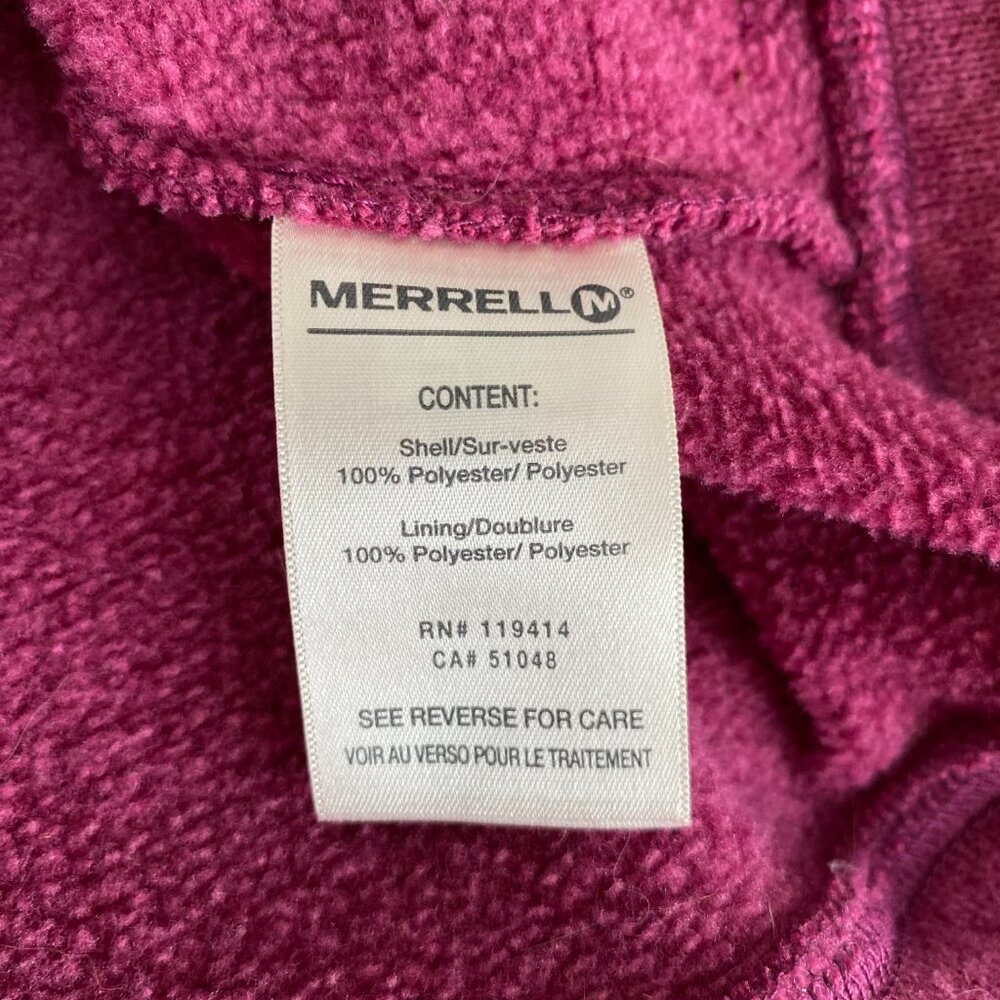 MERRELL M®
CONTENT:
Shell/Sur-veste
100% Polyester/ Polyester
Lining/Doublure
100% Polyester/ Polyester
RN# 119414
CA# 51048
SEE REVERSE FOR CARE
VOIR AU VERSO POUR LE TRAITEMENT